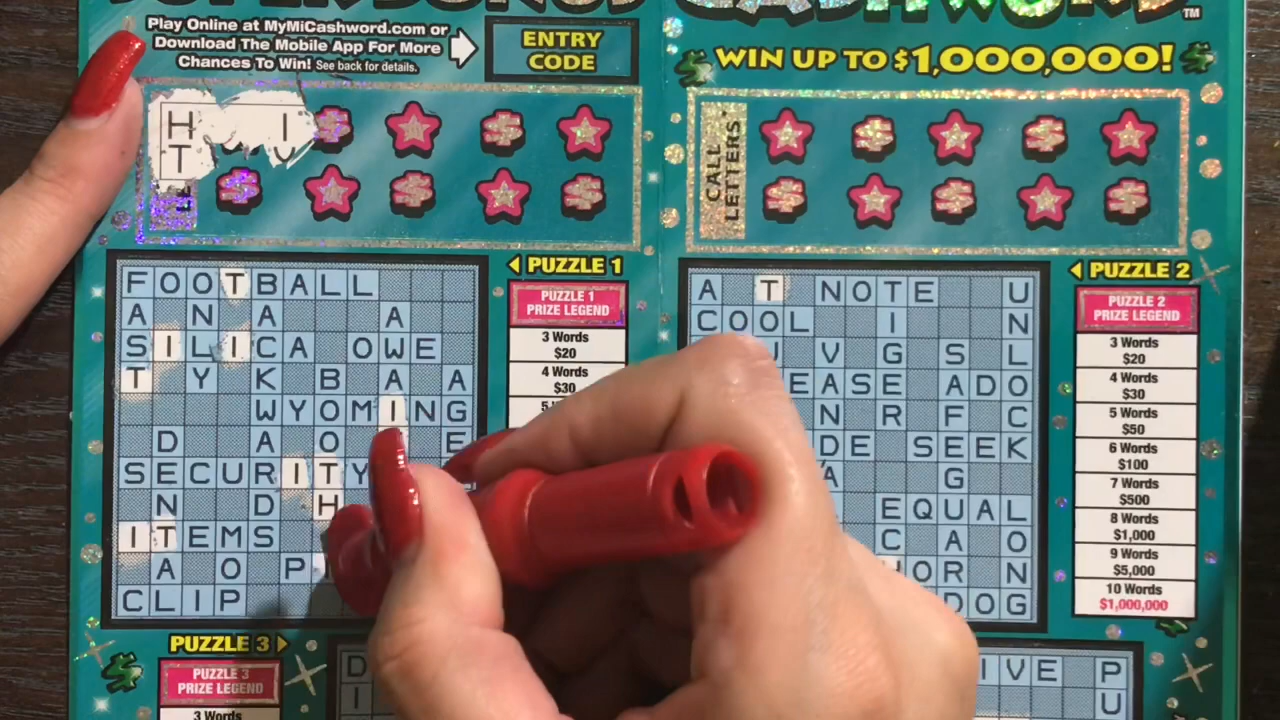 Play Online at MyMiCashword.com or
Download The Mobile App For More
Chances To Win! See back for details.
ENTRY
CODE
WIN UP TO $1,000,000!
H I
T
CALL
LETTERS
PUZZLE 1
PUZZLE 1
PRIZE LEGEND
3 Words
$20
4 Words
$30
FOOTBALL
A N A A
SILICA OWE
T Y K B A A
WYOMING
D A O E
SECURITY
N D H
ITEMS
A O P
CLIP
PUZZLE 2
PUZZLE 2
PRIZE LEGEND
3 Words
$20
4 Words
$30
5 Words
$50
6 Words
$100
7 Words
$500
8 Words
$1,000
9 Words
$5,000
10 Words
$1,000,000
A T NOTE U
COOL I N
V G S L
EASE ADO
N R F C
DE SEEK
A G
EQUAL
C A O
OR N
DOG
PUZZLE 3
PUZZLE 3
PRIZE LEGEND
3 Words
D
I
IVE P
U